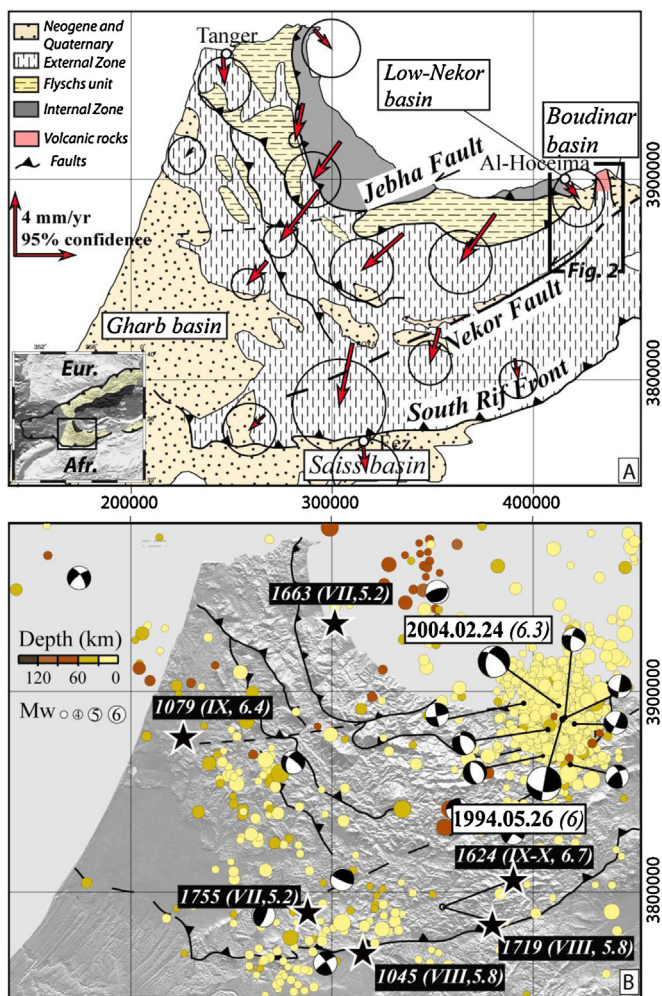 Neogene and
Quaternary
External Zone
Flyschs unit
Internal Zone
Volcanic rocks
Faults
4 mm/yr
95% confidence
Tanger
Low-Nekor
basin
Boudinar
basin
Al-Hoceima
Jebha Fault
Fig. 2
Nekor Fault
Gharb basin
South Rif Front
Fez
Saiss basin
Eur.
Afr.
352°
356°
40°
A
3900000
3800000
200000
300000
400000
B
Depth (km)
120 60 0
Mw 4 5 6
1663 (VII,5.2)
2004.02.24 (6.3)
1079 (IX, 6.4)
1994.05.26 (6)
1624 (IX-X, 6.7)
1755 (VII,5.2)
1719 (VIII, 5.8)
1045 (VIII,5.8)
3900000
3800000